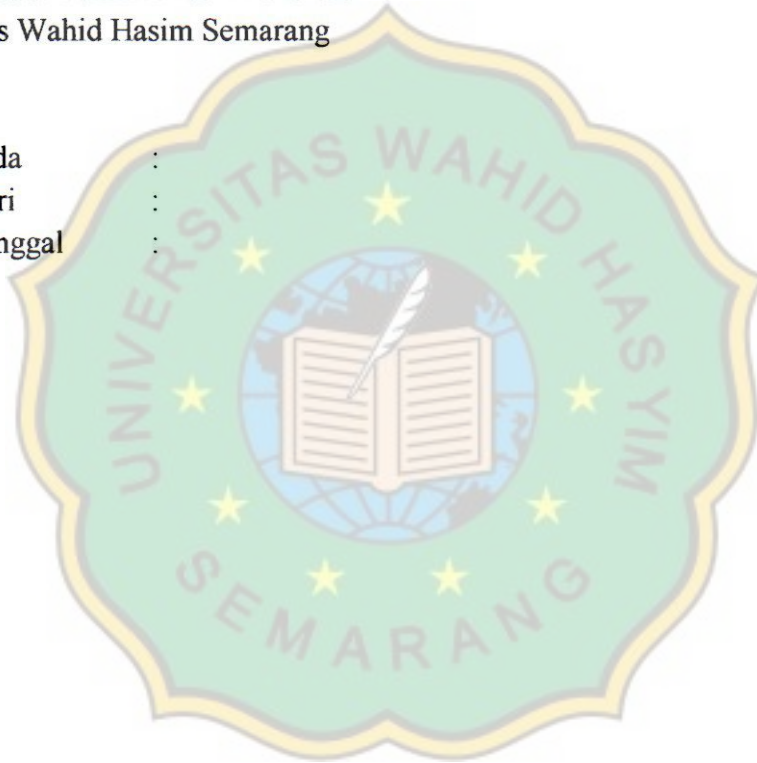 s Wahid Hasim Semarang
da :
ri :
nggal :
UNIVERSITAS WAHID HASYIM
SEMARANG